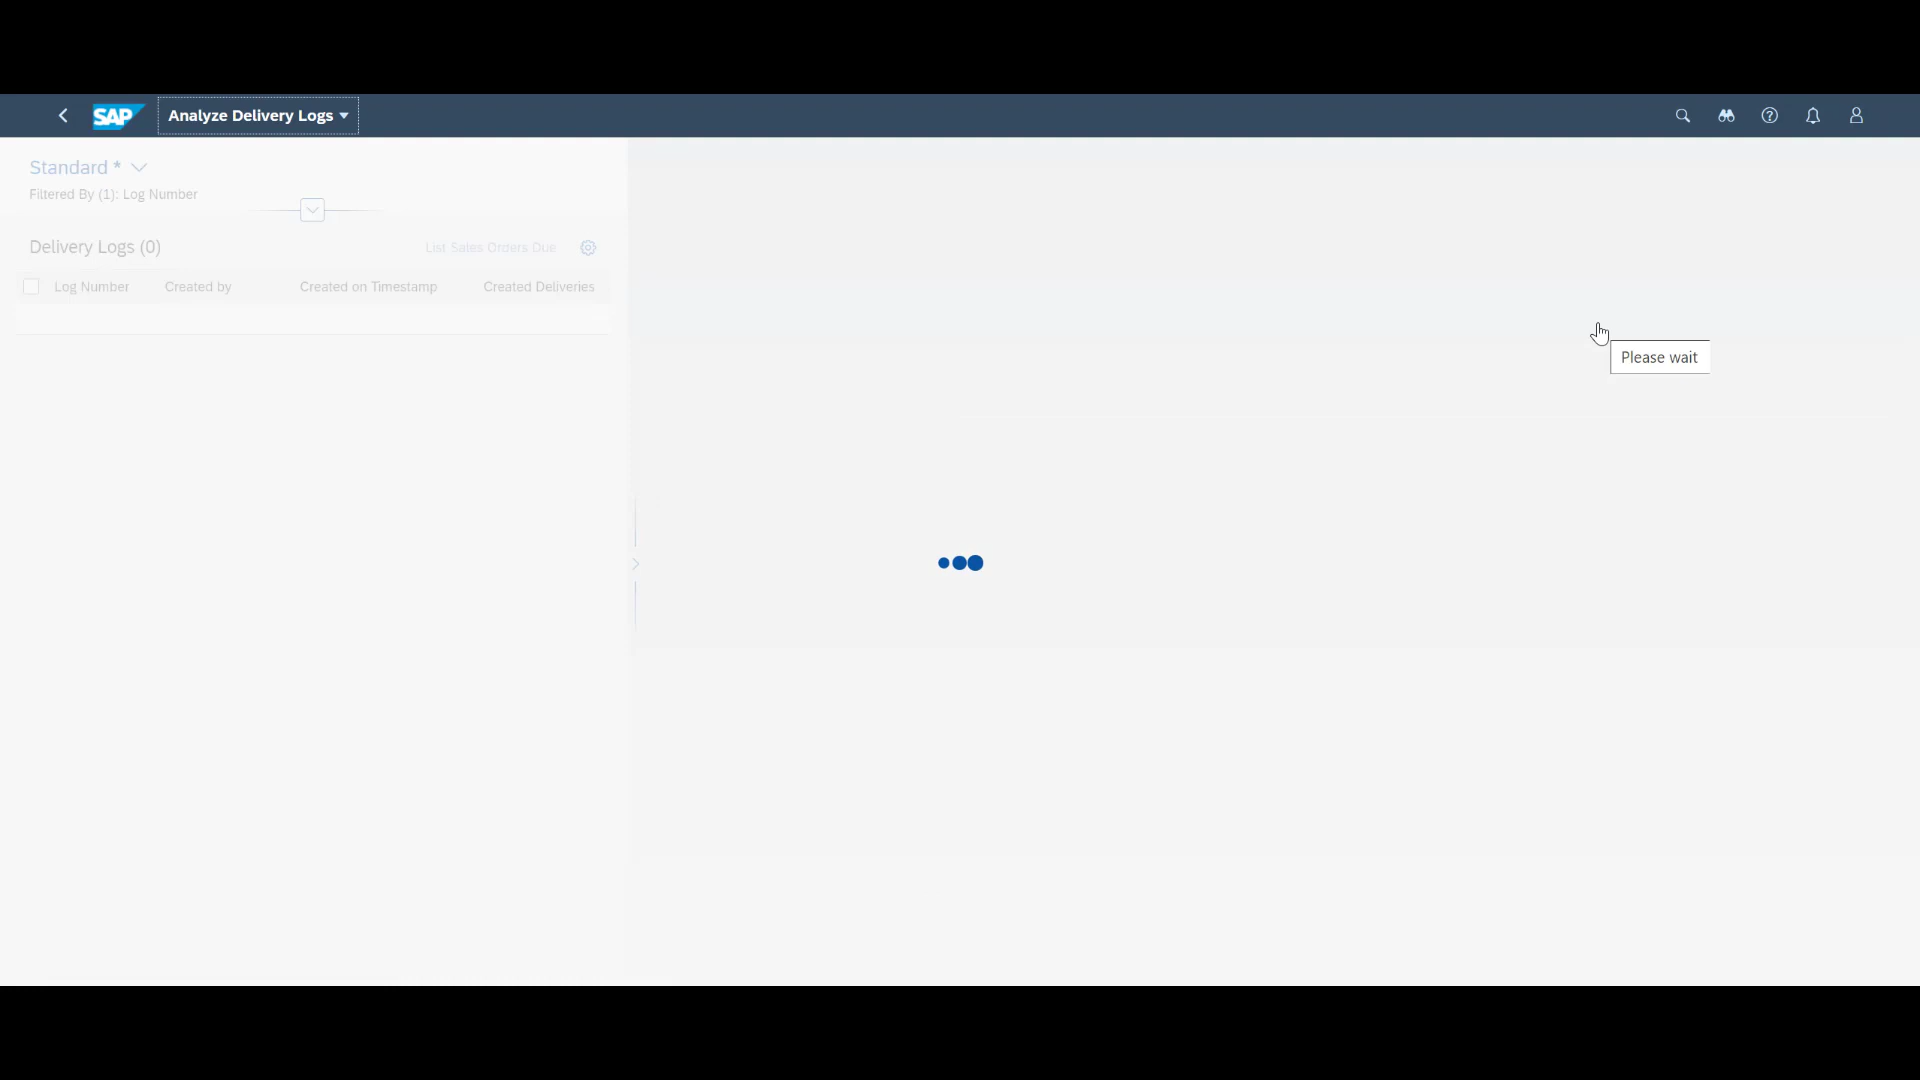 SAP Analyze Delivery Logs
Standard *
Filtered By (1): Log Number
Delivery Logs (0) List Sales Orders Due
Log Number Created by Created on Timestamp Created Deliveries
Please wait